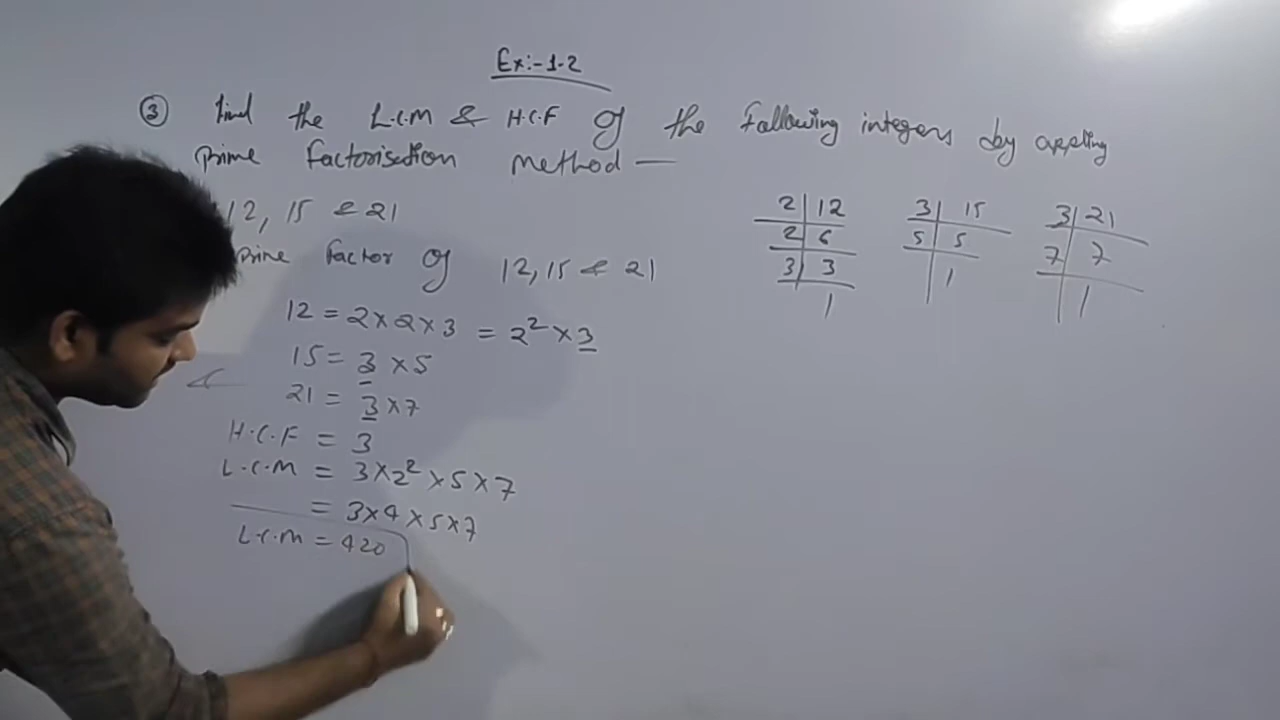 Ex:-1.2
③ find the L.C.M & H.C.F of the following integers by appling
prime factorisation method —
12, 15 & 21
prime factor of 12, 15 & 21
12 = 2×2×3 = 2² × 3
15 = 3 × 5
21 = 3 × 7
H.C.F = 3
L.C.M = 3×2²×5×7
= 3×4×5×7
L.C.M = 420
2 | 12
2 | 6
3 | 3
1
3 | 15
5 | 5
1
3 | 21
7 | 7
1